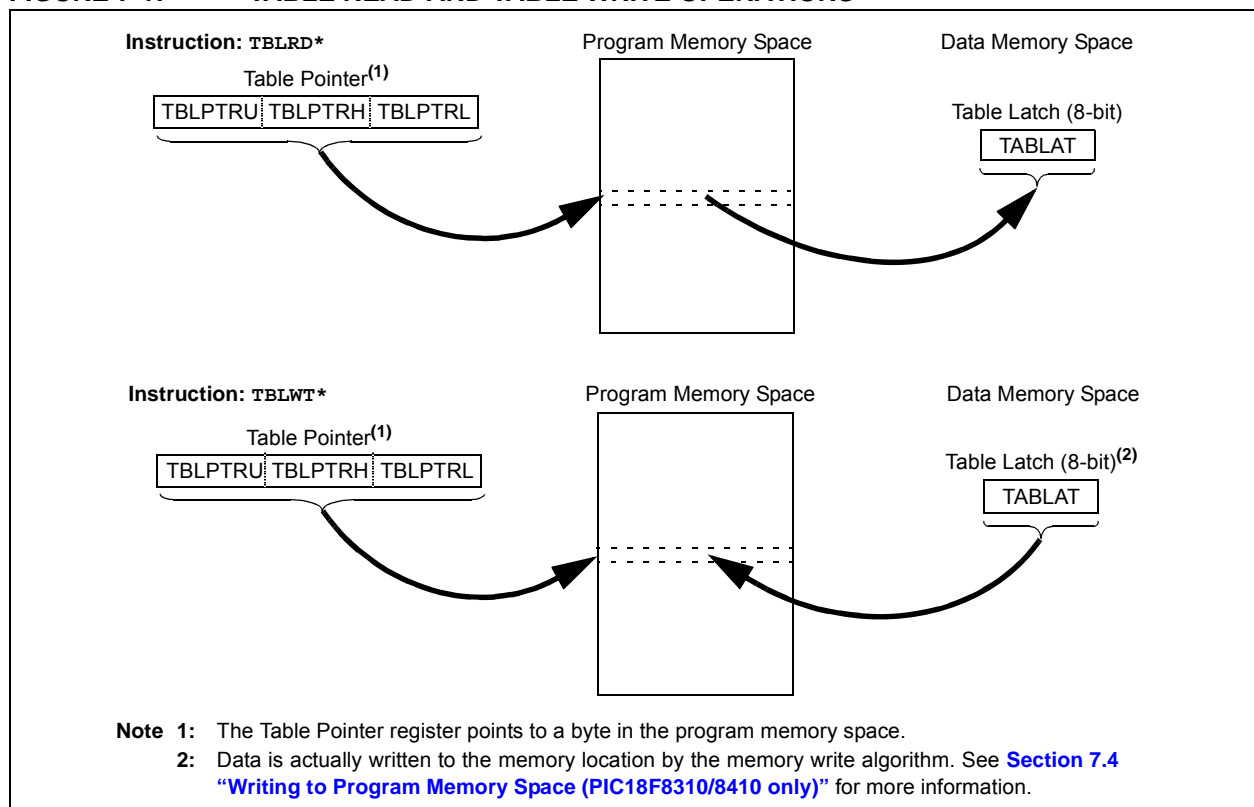 Instruction: TBLRD*
Program Memory Space
Data Memory Space
Table Pointer(1)
TBLPTRU TBLPTRH TBLPTRL
Table Latch (8-bit)
TABLAT
Instruction: TBLWT*
Program Memory Space
Data Memory Space
Table Pointer(1)
TBLPTRU TBLPTRH TBLPTRL
Table Latch (8-bit)(2)
TABLAT
Note 1: The Table Pointer register points to a byte in the program memory space.
2: Data is actually written to the memory location by the memory write algorithm. See Section 7.4
“Writing to Program Memory Space (PIC18F8310/8410 only)” for more information.